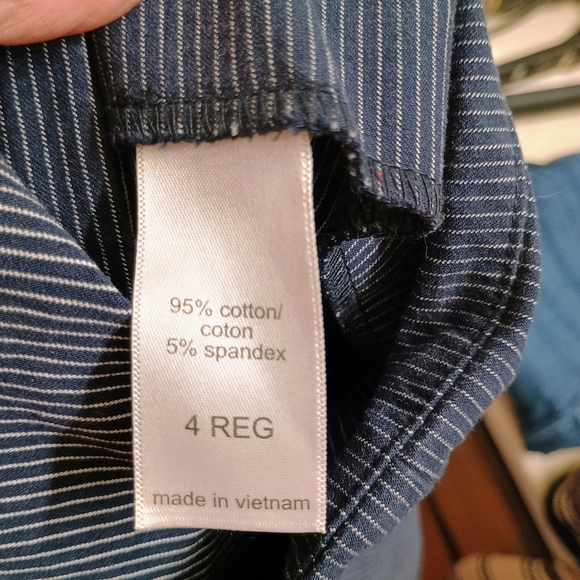 95% cotton/
coton
5% spandex
4 REG
made in vietnam